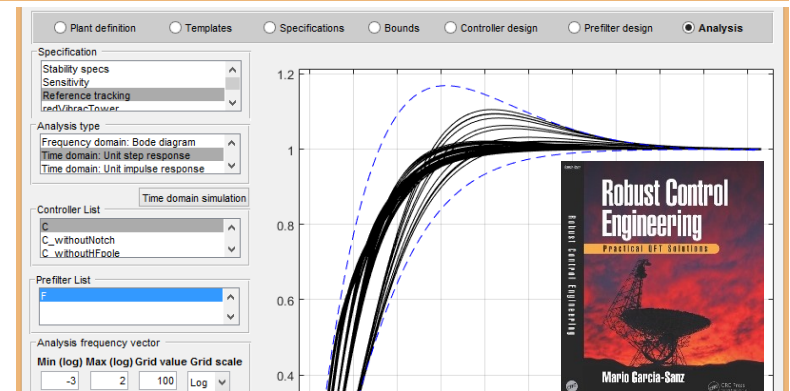 Plant definition Templates Specifications Bounds Controller design Prefilter design Analysis
Specification
Stability specs
Sensitivity
Reference tracking
redVibracTower
Analysis type
Frequency domain: Bode diagram
Time domain: Unit step response
Time domain: Unit impulse response
Time domain simulation
Controller List
C
C_withoutNotch
C_withoutHFpole
Prefilter List
F
Analysis frequency vector
Min (log) Max (log) Grid value Grid scale
-3 2 100 Log
1.2
1
0.8
0.6
0.4
Robust Control Engineering
Robust Control
Engineering
Practical QFT Solutions
Mario Garcia-Sanz
CRC Press